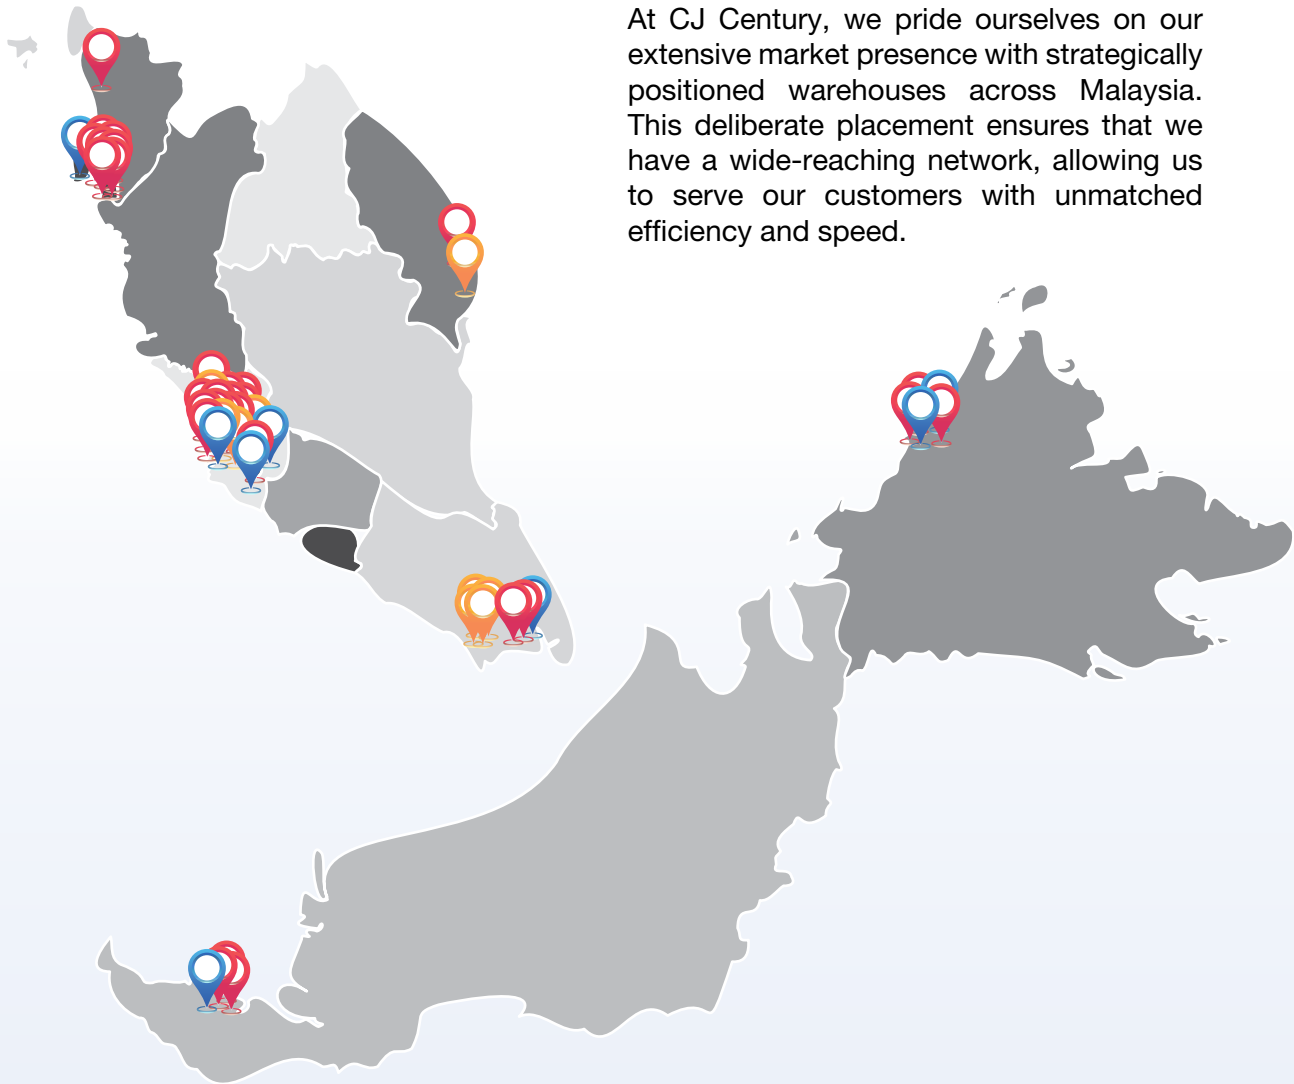 At CJ Century, we pride ourselves on our
extensive market presence with strategically
positioned warehouses across Malaysia.
This deliberate placement ensures that we
have a wide-reaching network, allowing us
to serve our customers with unmatched
efficiency and speed.